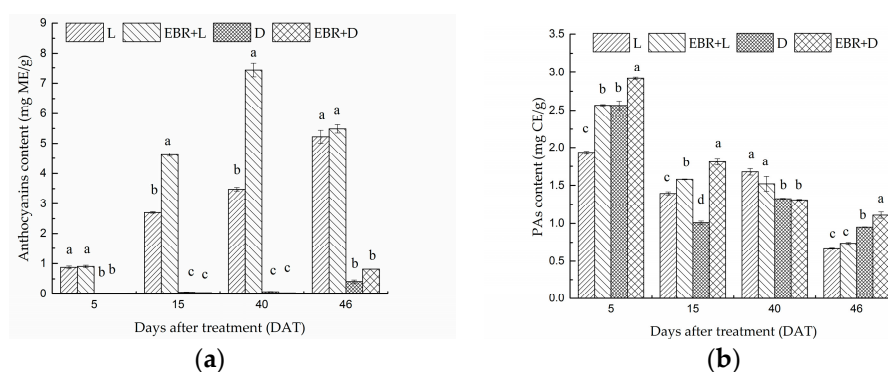 9
8
7
6
5
4
3
2
1
0
L
EBR+L
D
EBR+D
a a
b b
b
a
c c
b
a
c c
a a
b
b
5 15 40 46
Anthocyanins content (mg ME/g)
Days after treatment (DAT)
(a)
3.5
3.0
2.5
2.0
1.5
1.0
0.5
0.0
L
EBR+L
D
EBR+D
c
b b
a
c
b
d
a
a a
b b
c c
b
a
5 15 40 46
PAs content (mg CE/g)
Days after treatment (DAT)
(b)